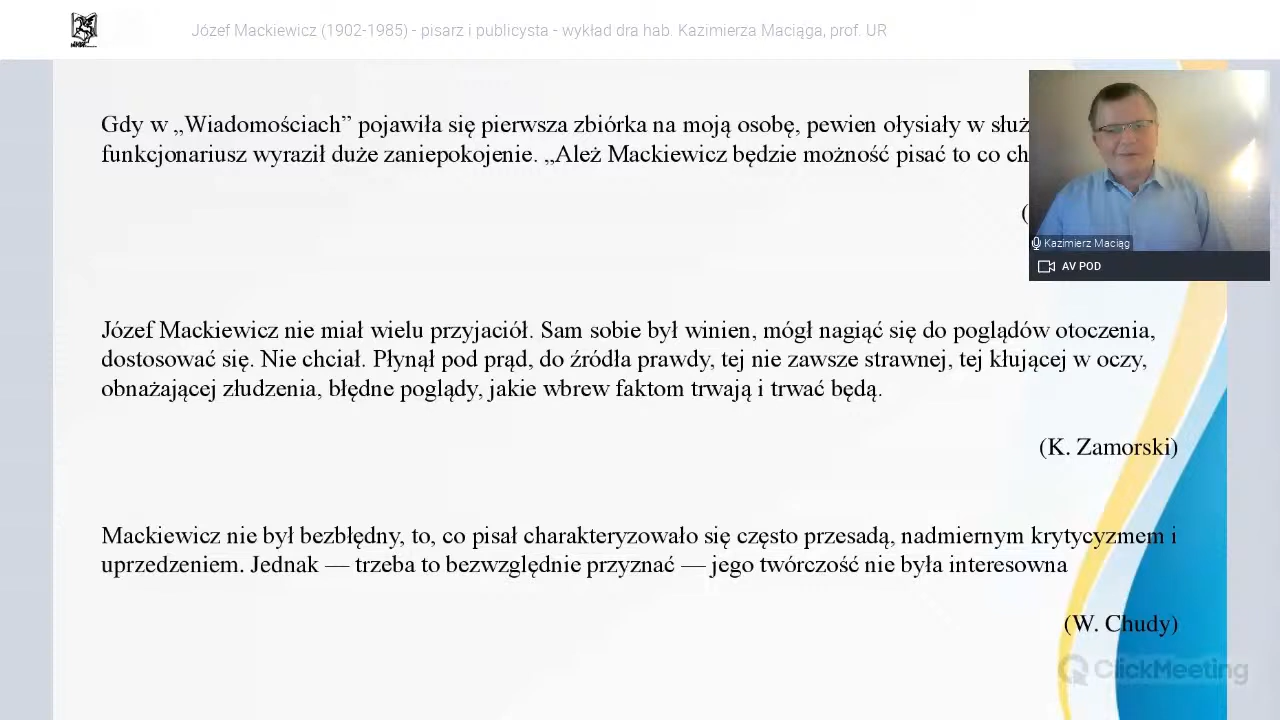 Józef Mackiewicz (1902-1985) - pisarz i publicysta - wykład dra hab. Kazimierza Maciąga, prof. UR
Gdy w „Wiadomościach” pojawiła się pierwsza zbiórka na moją osobę, pewien ołysiały w
funkcjonariusz wyraził duże zaniepokojenie. „Ależ Mackiewicz będzie możność pisać to co
(
Kazimierz Maciąg
AV POD
Józef Mackiewicz nie miał wielu przyjaciół. Sam sobie był winien, mógł nagiąć się do poglądów otoczenia,
dostosować się. Nie chciał. Płynął pod prąd, do źródła prawdy, tej nie zawsze strawnej, tej kłującej w oczy,
obnażającej złudzenia, błędne poglądy, jakie wbrew faktom trwają i trwać będą.
(K. Zamorski)
Mackiewicz nie był bezbłędny, to, co pisał charakteryzowało się często przesadą, nadmiernym krytycyzmem i
uprzedzeniem. Jednak — trzeba to bezwzględnie przyznać — jego twórczość nie była interesowna
(W. Chudy)
ClickMeeting